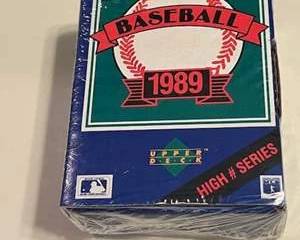 BASEBALL
1989
UPPER
DECK
HIGH # SERIES